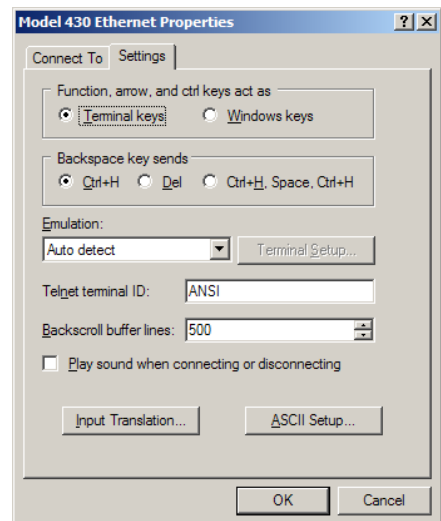 Model 430 Ethernet Properties ? X
Connect To Settings
Function, arrow, and ctrl keys act as
Terminal keys Windows keys
Backspace key sends
Ctrl+H Del Ctrl+H, Space, Ctrl+H
Emulation:
Auto detect Terminal Setup...
Telnet terminal ID: ANSI
Backscroll buffer lines: 500
Play sound when connecting or disconnecting
Input Translation... ASCII Setup...
OK Cancel